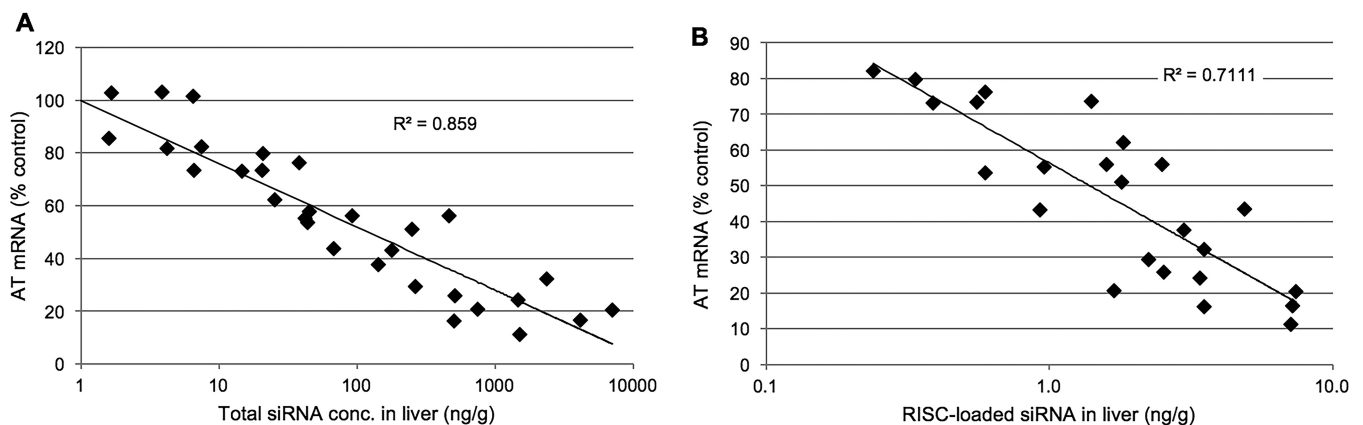 A
120
100
80
60
40
20
0
AT mRNA (% control)
R² = 0.859
1 10 100 1000 10000
Total siRNA conc. in liver (ng/g)
B
90
80
70
60
50
40
30
20
10
0
AT mRNA (% control)
R² = 0.7111
0.1 1.0 10.0
RISC-loaded siRNA in liver (ng/g)